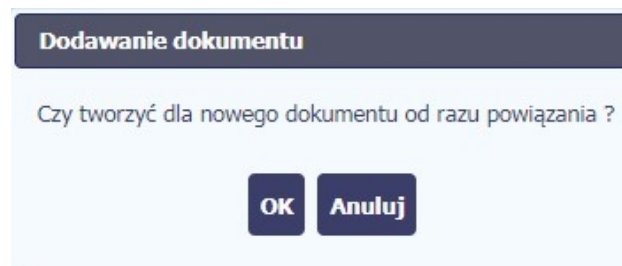 Dodawanie dokumentu
Czy tworzyć dla nowego dokumentu od razu powiązania ?
OK Anuluj